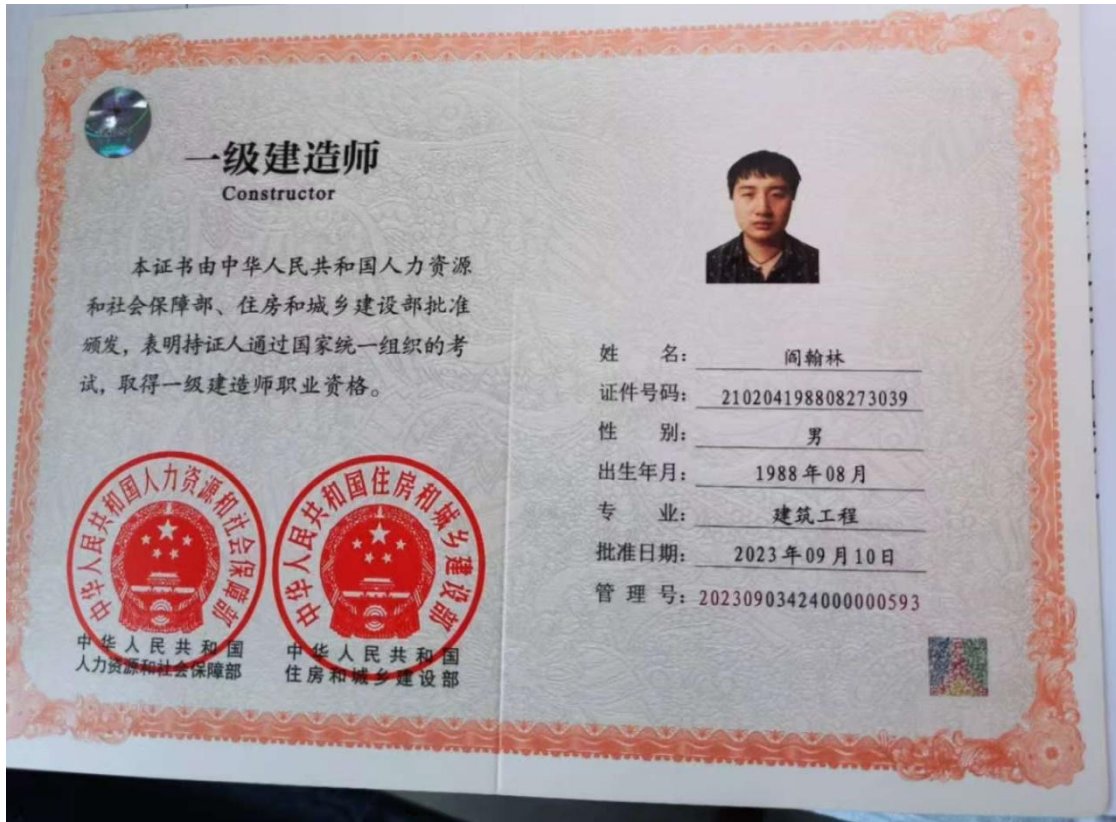 一级建造师
Constructor
本证书由中华人民共和国人力资源
和社会保障部、住房和城乡建设部批准
颁发，表明持证人通过国家统一组织的考
试，取得一级建造师职业资格。
中华人民共和国人力资源和社会保障部
中华人民共和国住房和城乡建设部
中华人民共和国
人力资源和社会保障部
中华人民共和国
住房和城乡建设部
姓名：阎翰林
证件号码：210204198808273039
性别：男
出生年月：1988年08月
专业：建筑工程
批准日期：2023年09月10日
管理号：20230903424000000593